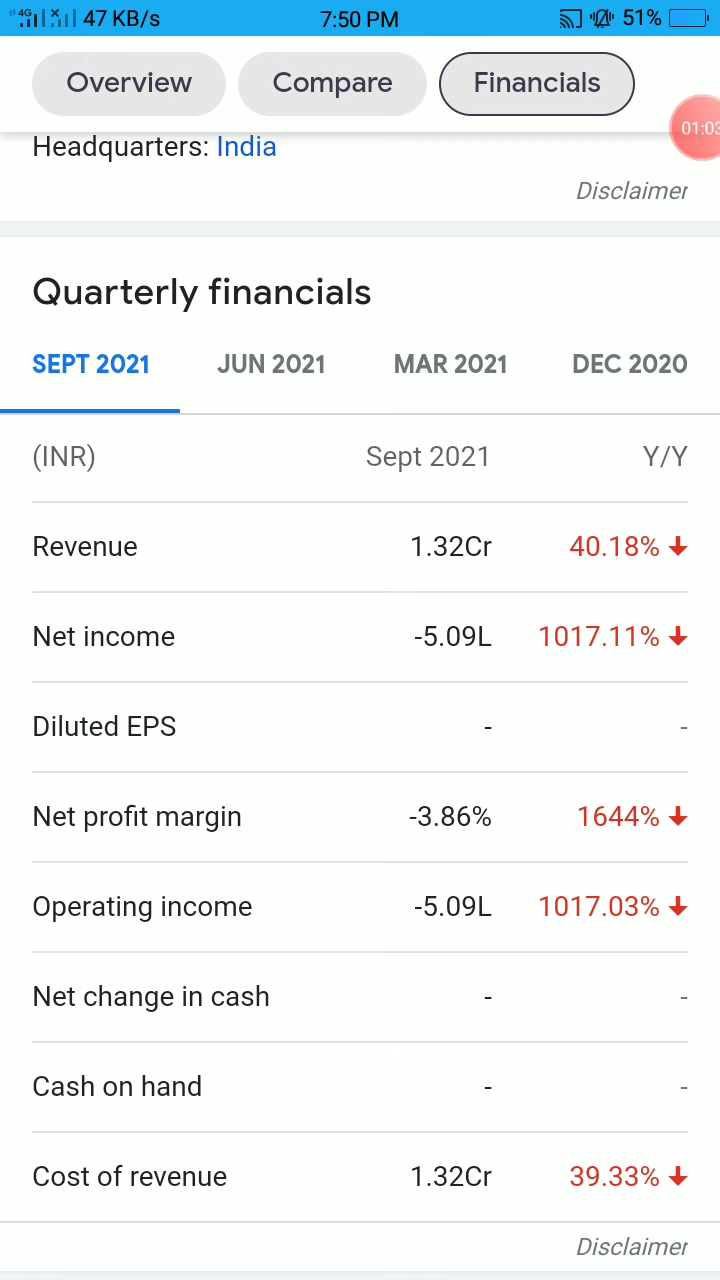 4G 47 KB/s 7:50 PM 51%
Overview Compare Financials
01:03
Headquarters: India
Disclaimer
Quarterly financials
SEPT 2021 JUN 2021 MAR 2021 DEC 2020
(INR) Sept 2021 Y/Y
Revenue 1.32Cr 40.18%
Net income -5.09L 1017.11%
Diluted EPS - -
Net profit margin -3.86% 1644%
Operating income -5.09L 1017.03%
Net change in cash - -
Cash on hand - -
Cost of revenue 1.32Cr 39.33%
Disclaimer